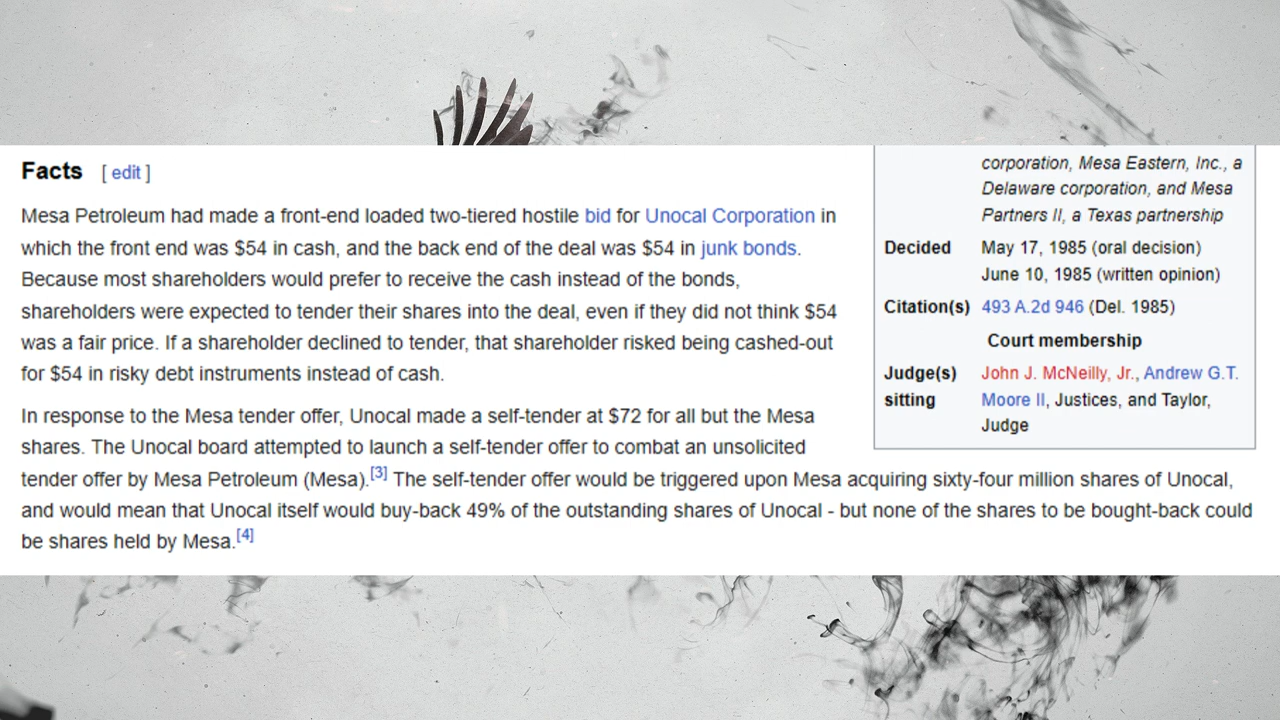 Facts [ edit ]
Mesa Petroleum had made a front-end loaded two-tiered hostile bid for Unocal Corporation in
which the front end was $54 in cash, and the back end of the deal was $54 in junk bonds.
Because most shareholders would prefer to receive the cash instead of the bonds,
shareholders were expected to tender their shares into the deal, even if they did not think $54
was a fair price. If a shareholder declined to tender, that shareholder risked being cashed-out
for $54 in risky debt instruments instead of cash.
In response to the Mesa tender offer, Unocal made a self-tender at $72 for all but the Mesa
shares. The Unocal board attempted to launch a self-tender offer to combat an unsolicited
tender offer by Mesa Petroleum (Mesa).[3] The self-tender offer would be triggered upon Mesa acquiring sixty-four million shares of Unocal,
and would mean that Unocal itself would buy-back 49% of the outstanding shares of Unocal - but none of the shares to be bought-back could
be shares held by Mesa.[4]
corporation, Mesa Eastern, Inc., a
Delaware corporation, and Mesa
Partners II, a Texas partnership
Decided May 17, 1985 (oral decision)
June 10, 1985 (written opinion)
Citation(s) 493 A.2d 946 (Del. 1985)
Court membership
Judge(s) John J. McNeilly, Jr., Andrew G.T.
sitting Moore II, Justices, and Taylor,
Judge